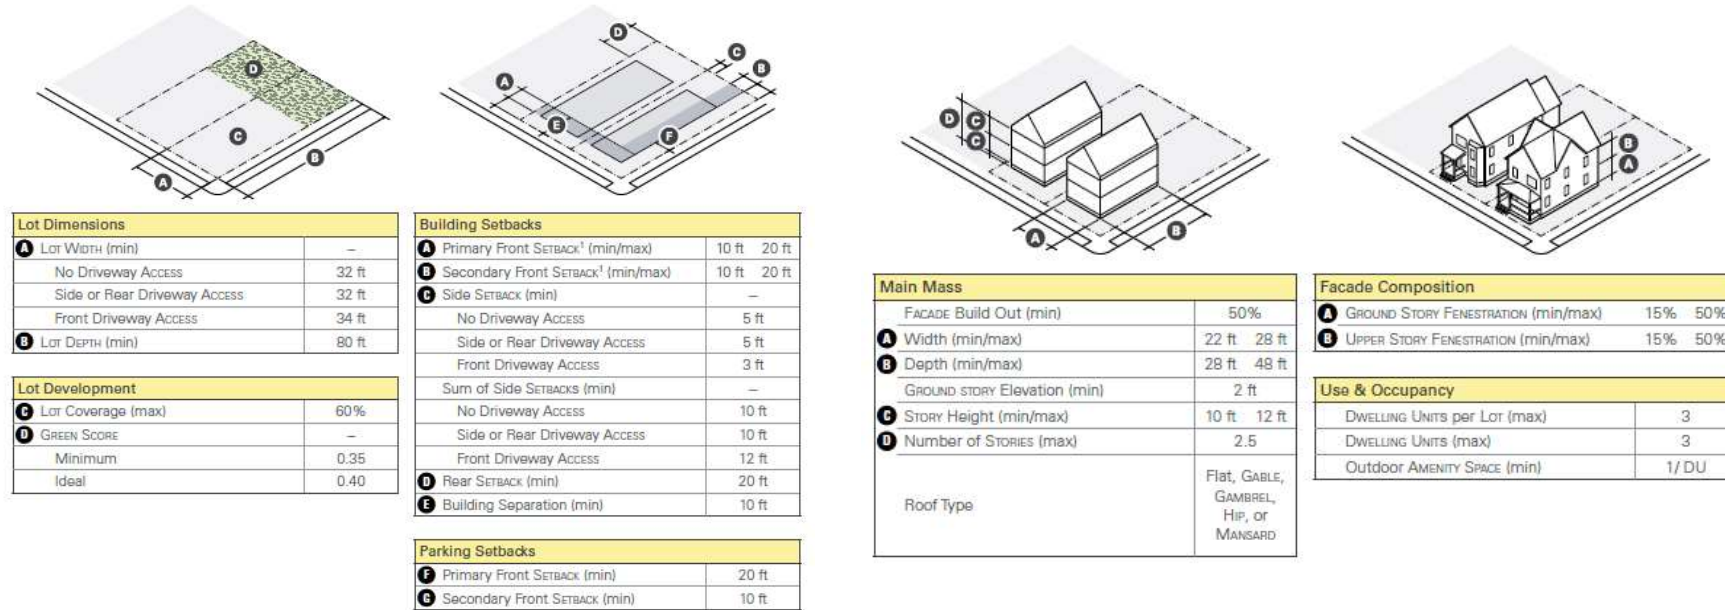 D
C
B
A
D
C
B
A
E
F
D
C
C
A
B
B
A
Lot Dimensions
A LOT WIDTH (min) –
No Driveway ACCESS 32 ft
Side or Rear Driveway ACCESS 32 ft
Front Driveway ACCESS 34 ft
B LOT DEPTH (min) 80 ft
Lot Development
C LOT Coverage (max) 60%
D GREEN SCORE –
Minimum 0.35
Ideal 0.40
Building Setbacks
A Primary Front SETBACK¹ (min/max) 10 ft 20 ft
B Secondary Front SETBACK¹ (min/max) 10 ft 20 ft
C Side SETBACK (min) –
No Driveway ACCESS 5 ft
Side or Rear Driveway ACCESS 5 ft
Front Driveway ACCESS 3 ft
Sum of Side SETBACKS (min) –
No Driveway ACCESS 10 ft
Side or Rear Driveway ACCESS 10 ft
Front Driveway ACCESS 12 ft
D Rear SETBACK (min) 20 ft
E Building Separation (min) 10 ft
Parking Setbacks
F Primary Front SETBACK (min) 20 ft
G Secondary Front SETBACK (min) 10 ft
Main Mass
FACADE Build Out (min) 50%
A Width (min/max) 22 ft 28 ft
B Depth (min/max) 28 ft 48 ft
GROUND STORY Elevation (min) 2 ft
C STORY Height (min/max) 10 ft 12 ft
D Number of STORIES (max) 2.5
Roof Type Flat, GABLE,
GAMBREL,
HIP, or
MANSARD
Facade Composition
A GROUND STORY FENESTRATION (min/max) 15% 50%
B UPPER STORY FENESTRATION (min/max) 15% 50%
Use & Occupancy
DWELLING UNITS per LOT (max) 3
DWELLING UNITS (max) 3
Outdoor AMENITY SPACE (min) 1/ DU